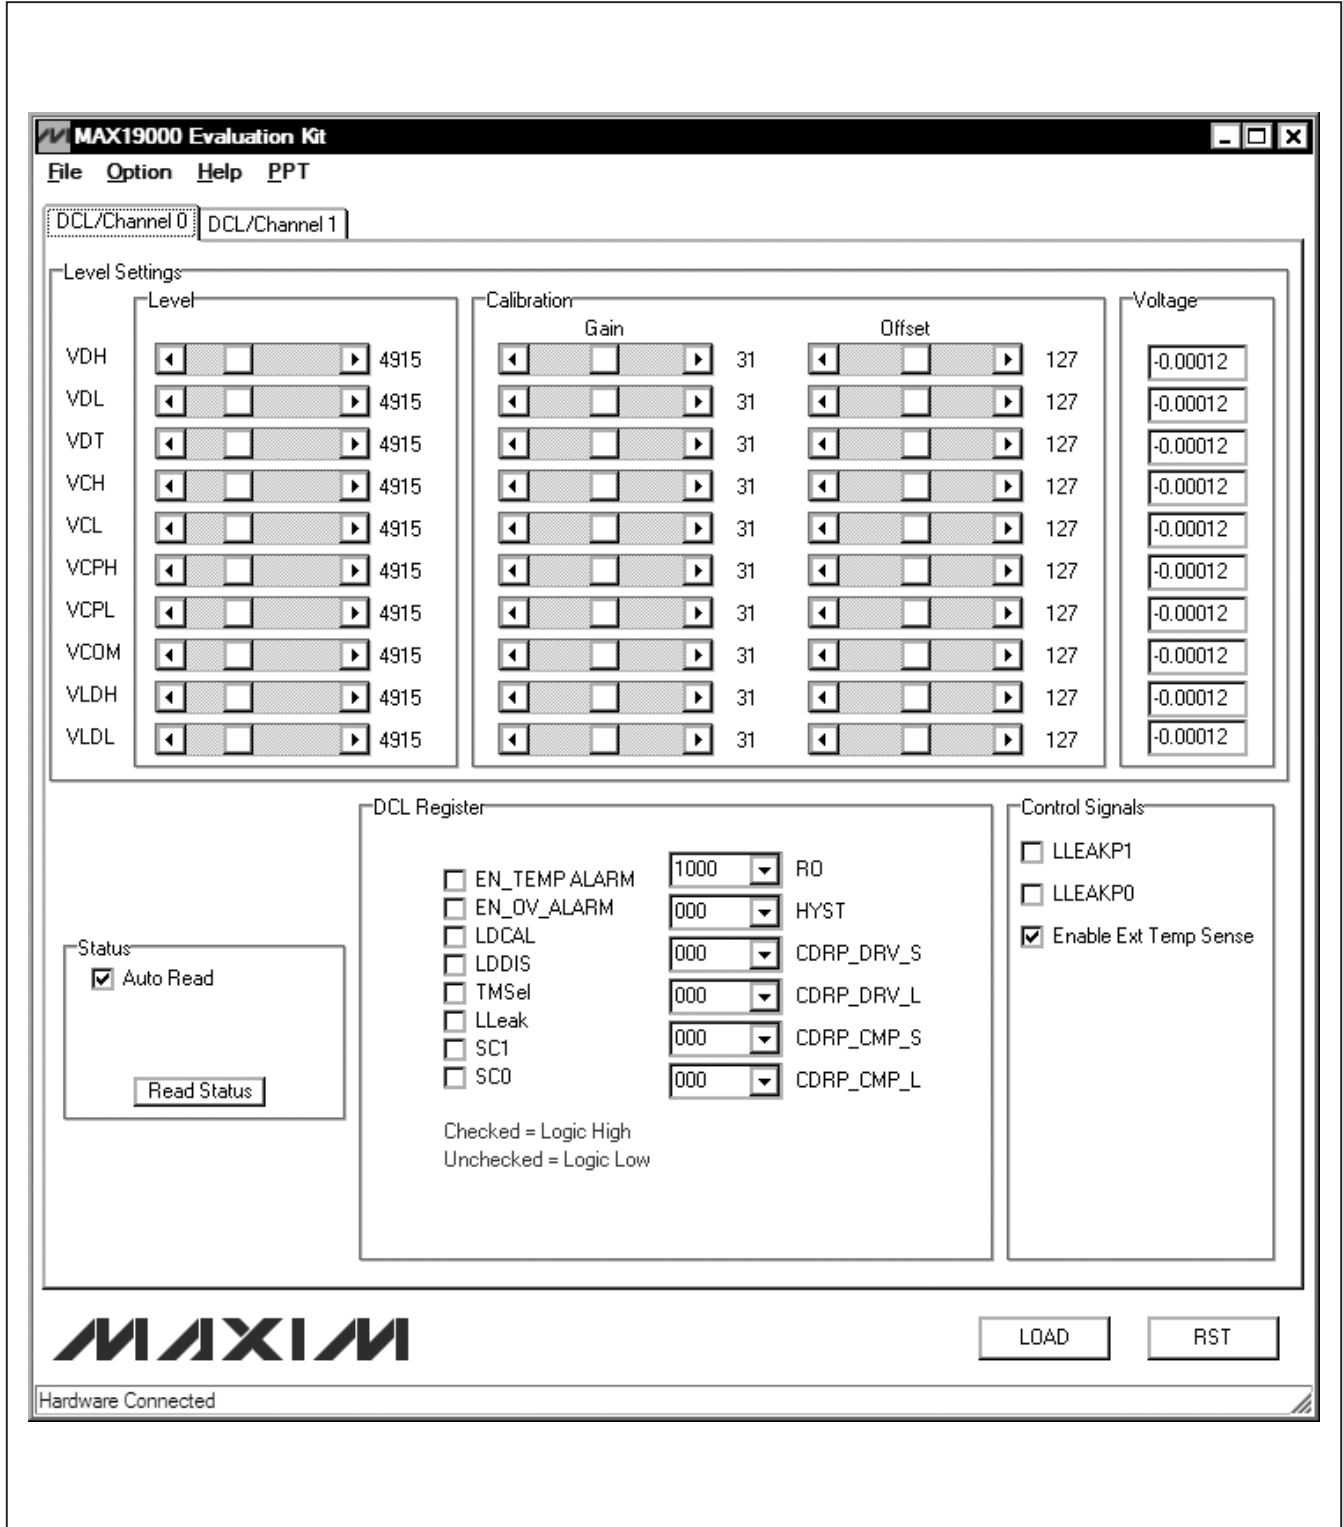 MAX19000 Evaluation Kit
File Option Help PPT
DCL/Channel 0 DCL/Channel 1
Level Settings
Level Calibration Voltage
Gain Offset
VDH 4915 31 127 -0.00012
VDL 4915 31 127 -0.00012
VDT 4915 31 127 -0.00012
VCH 4915 31 127 -0.00012
VCL 4915 31 127 -0.00012
VCPH 4915 31 127 -0.00012
VCPL 4915 31 127 -0.00012
VCOM 4915 31 127 -0.00012
VLDH 4915 31 127 -0.00012
VLDL 4915 31 127 -0.00012
Status
Auto Read
Read Status
DCL Register
EN_TEMP ALARM
EN_OV_ALARM
LDCAL
LDDIS
TMSel
LLeak
SC1
SC0
1000 RO
000 HYST
000 CDRP_DRV_S
000 CDRP_DRV_L
000 CDRP_CMP_S
000 CDRP_CMP_L
Checked = Logic High
Unchecked = Logic Low
Control Signals
LLEAKP1
LLEAKP0
Enable Ext Temp Sense
MAXIM
LOAD RST
Hardware Connected